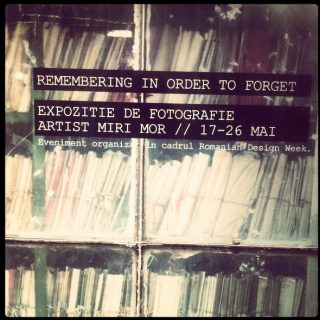 REMEMBERING IN ORDER TO FORGET
EXPOZITIE DE FOTOGRAFIE
ARTIST MIRI MOR // 17-26 MAI
Eveniment organizat in cadrul Romanian Design Week.